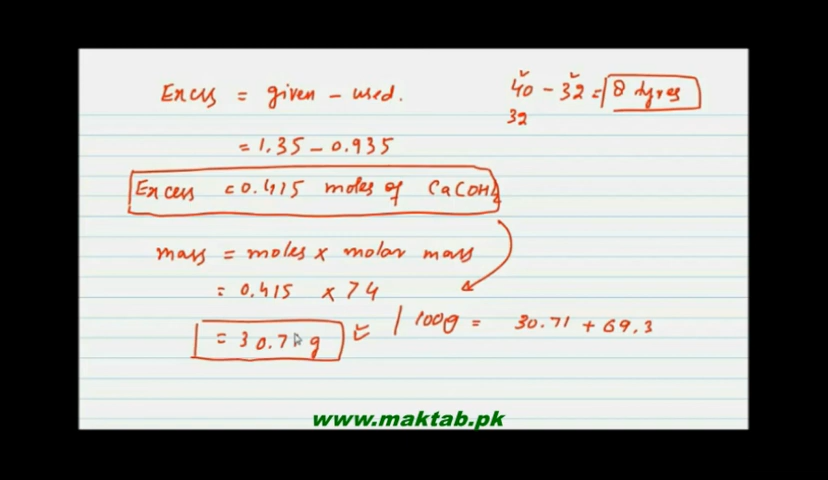 Excess = given - used.
40 - 32 = 8 tyres
32
= 1.35 - 0.935
Excess = 0.415 moles of Ca(OH)2
mass = moles x molar mass
= 0.415 x 74
= 30.71 g
100g = 30.71 + 69.3
www.maktab.pk